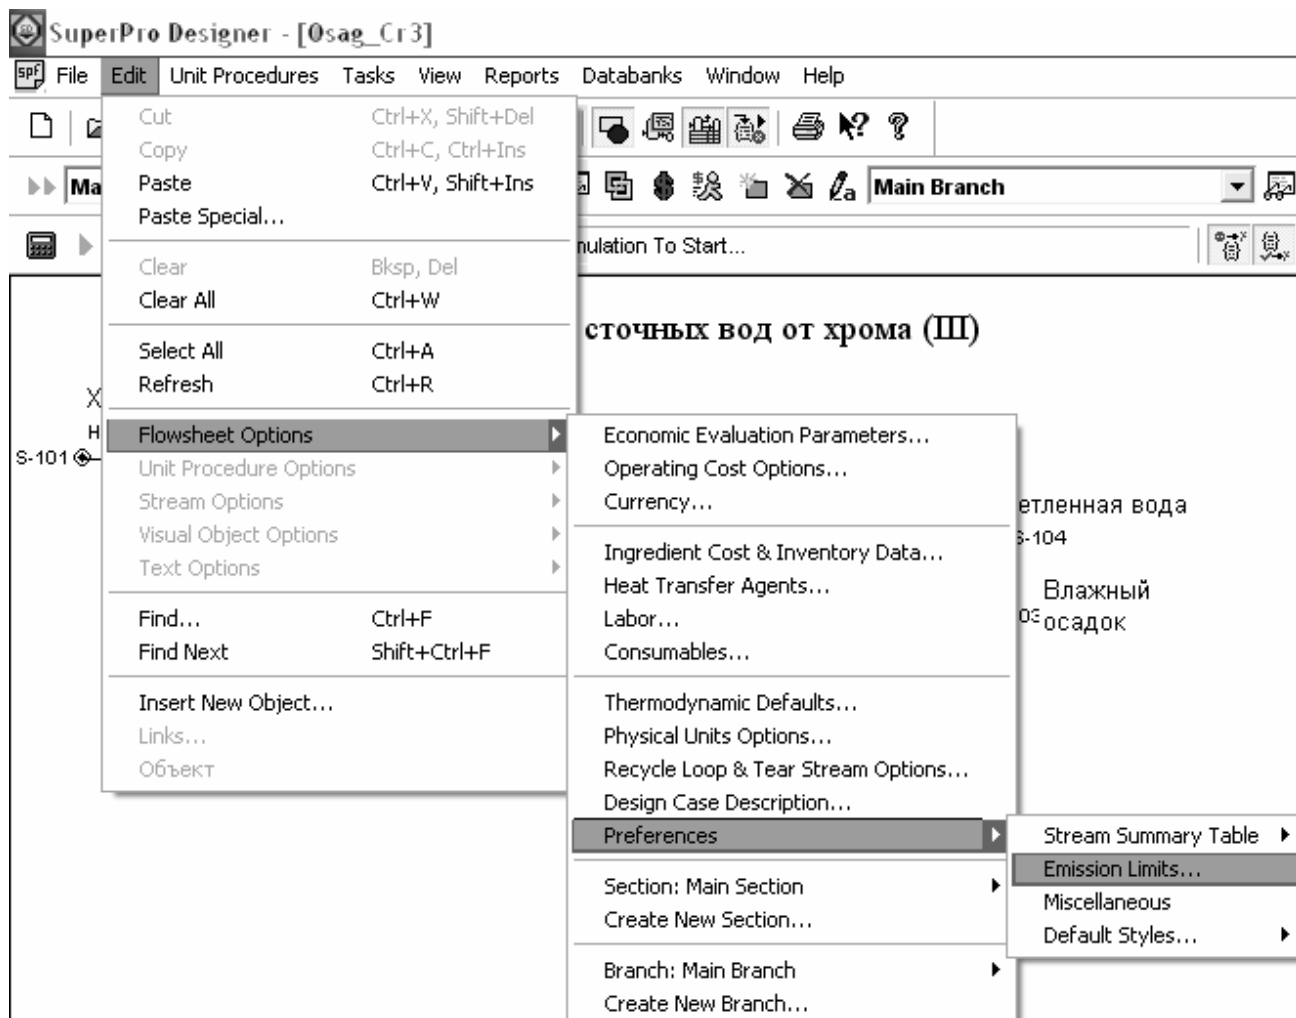 SuperPro Designer - [Osag_Cr3]
spf File Edit Unit Procedures Tasks View Reports Databanks Window Help
Cut Ctrl+X, Shift+Del
Copy Ctrl+C, Ctrl+Ins
Paste Ctrl+V, Shift+Ins
Ma Main Branch
Paste Special...
nulation To Start...
Clear Bksp, Del
Clear All Ctrl+W
сточных вод от хрома (III)
Select All Ctrl+A
Refresh Ctrl+R
Х
Н
Flowsheet Options
S-101
Unit Procedure Options
Stream Options
Visual Object Options
Text Options
Find... Ctrl+F
Find Next Shift+Ctrl+F
Insert New Object...
Links...
Объект
Economic Evaluation Parameters...
Operating Cost Options...
Currency...
Ingredient Cost & Inventory Data...
Heat Transfer Agents...
Labor...
Consumables...
Thermodynamic Defaults...
Physical Units Options...
Recycle Loop & Tear Stream Options...
Design Case Description...
Preferences
Section: Main Section
Create New Section...
Branch: Main Branch
Create New Branch...
етленная вода
S-104
Влажный
03 осадок
Stream Summary Table
Emission Limits...
Miscellaneous
Default Styles...